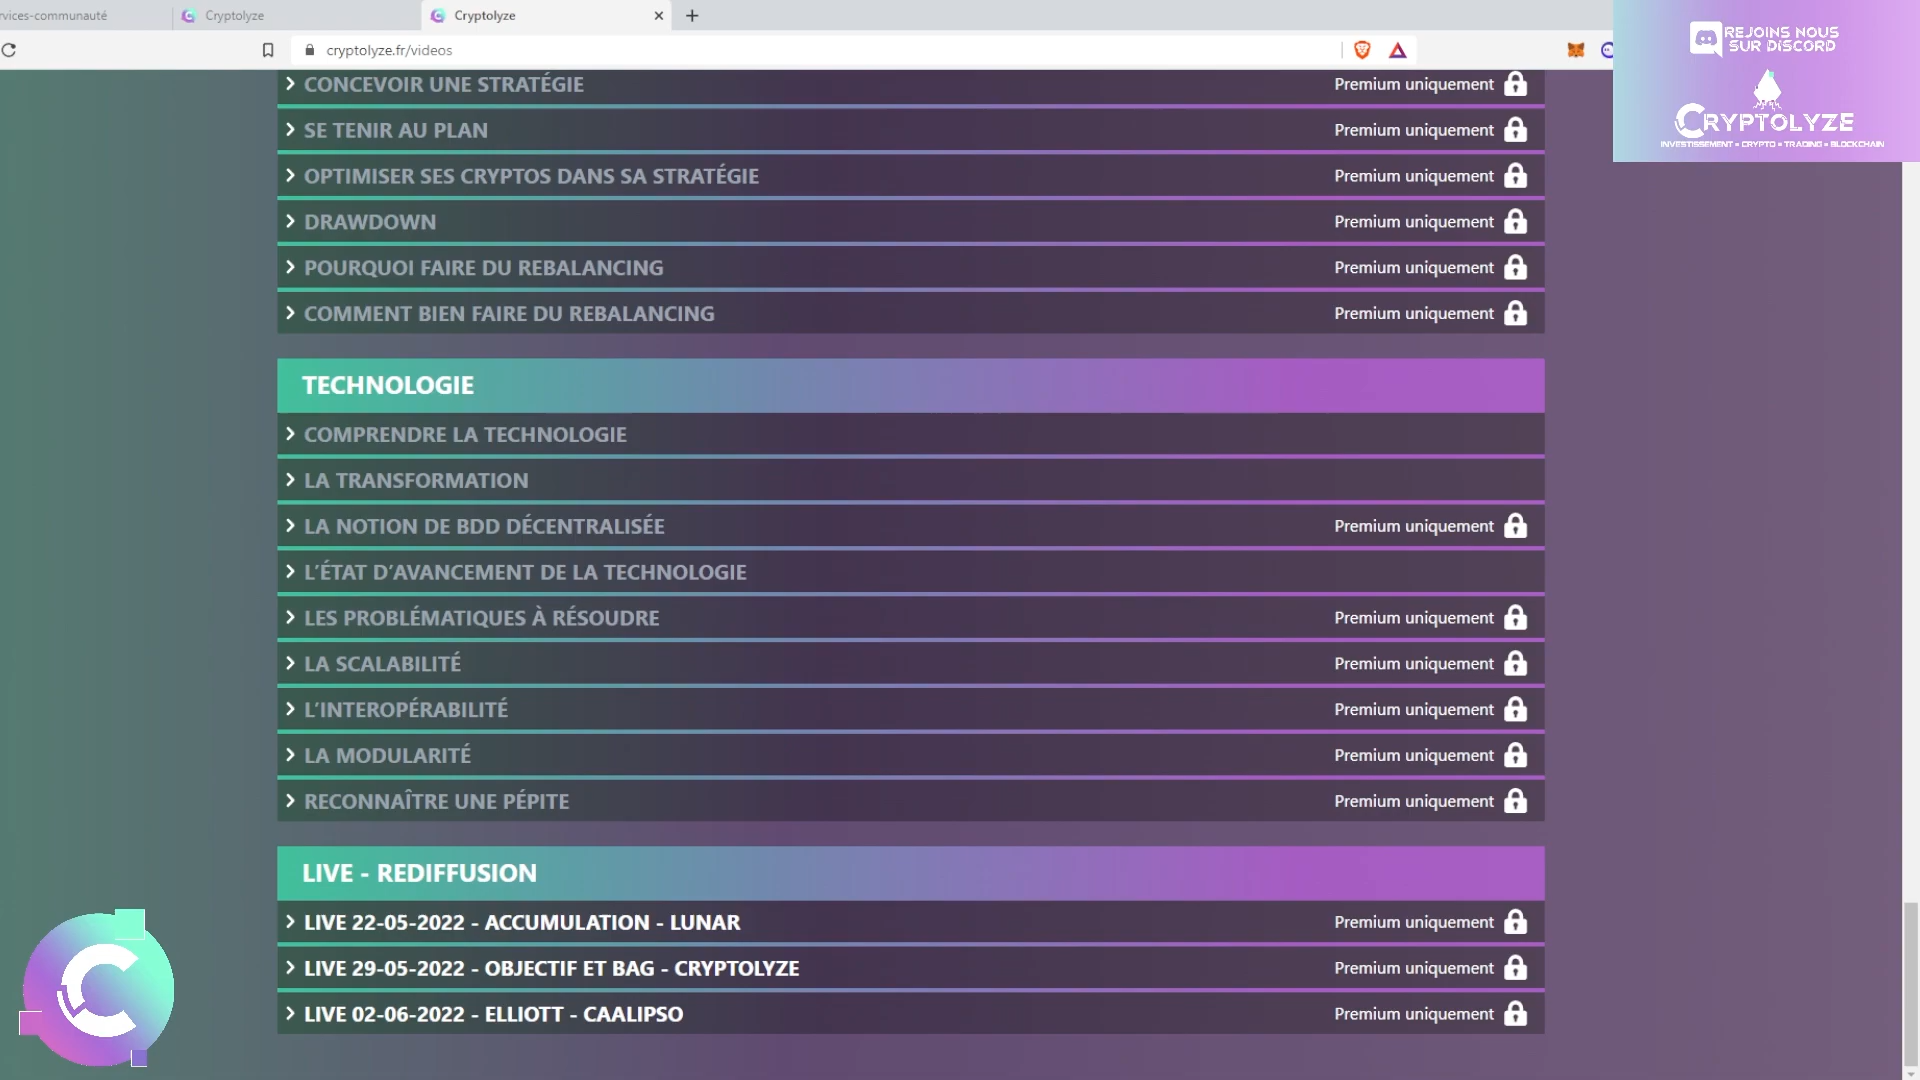 rvices-communauté
Cryptolyze
Cryptolyze
cryptolyze.fr/videos
REJOINS NOUS
SUR DISCORD
CRYPTOLYZE
INVESTISSEMENT • CRYPTO • TRADING • BLOCKCHAIN
CONCEVOIR UNE STRATÉGIE Premium uniquement
SE TENIR AU PLAN Premium uniquement
OPTIMISER SES CRYPTOS DANS SA STRATÉGIE Premium uniquement
DRAWDOWN Premium uniquement
POURQUOI FAIRE DU REBALANCING Premium uniquement
COMMENT BIEN FAIRE DU REBALANCING Premium uniquement
TECHNOLOGIE
COMPRENDRE LA TECHNOLOGIE
LA TRANSFORMATION
LA NOTION DE BDD DÉCENTRALISÉE Premium uniquement
L’ÉTAT D’AVANCEMENT DE LA TECHNOLOGIE
LES PROBLÉMATIQUES À RÉSOUDRE Premium uniquement
LA SCALABILITÉ Premium uniquement
L’INTEROPÉRABILITÉ Premium uniquement
LA MODULARITÉ Premium uniquement
RECONNAÎTRE UNE PÉPITE Premium uniquement
LIVE - REDIFFUSION
LIVE 22-05-2022 - ACCUMULATION - LUNAR Premium uniquement
LIVE 29-05-2022 - OBJECTIF ET BAG - CRYPTOLYZE Premium uniquement
LIVE 02-06-2022 - ELLIOTT - CAALIPSO Premium uniquement